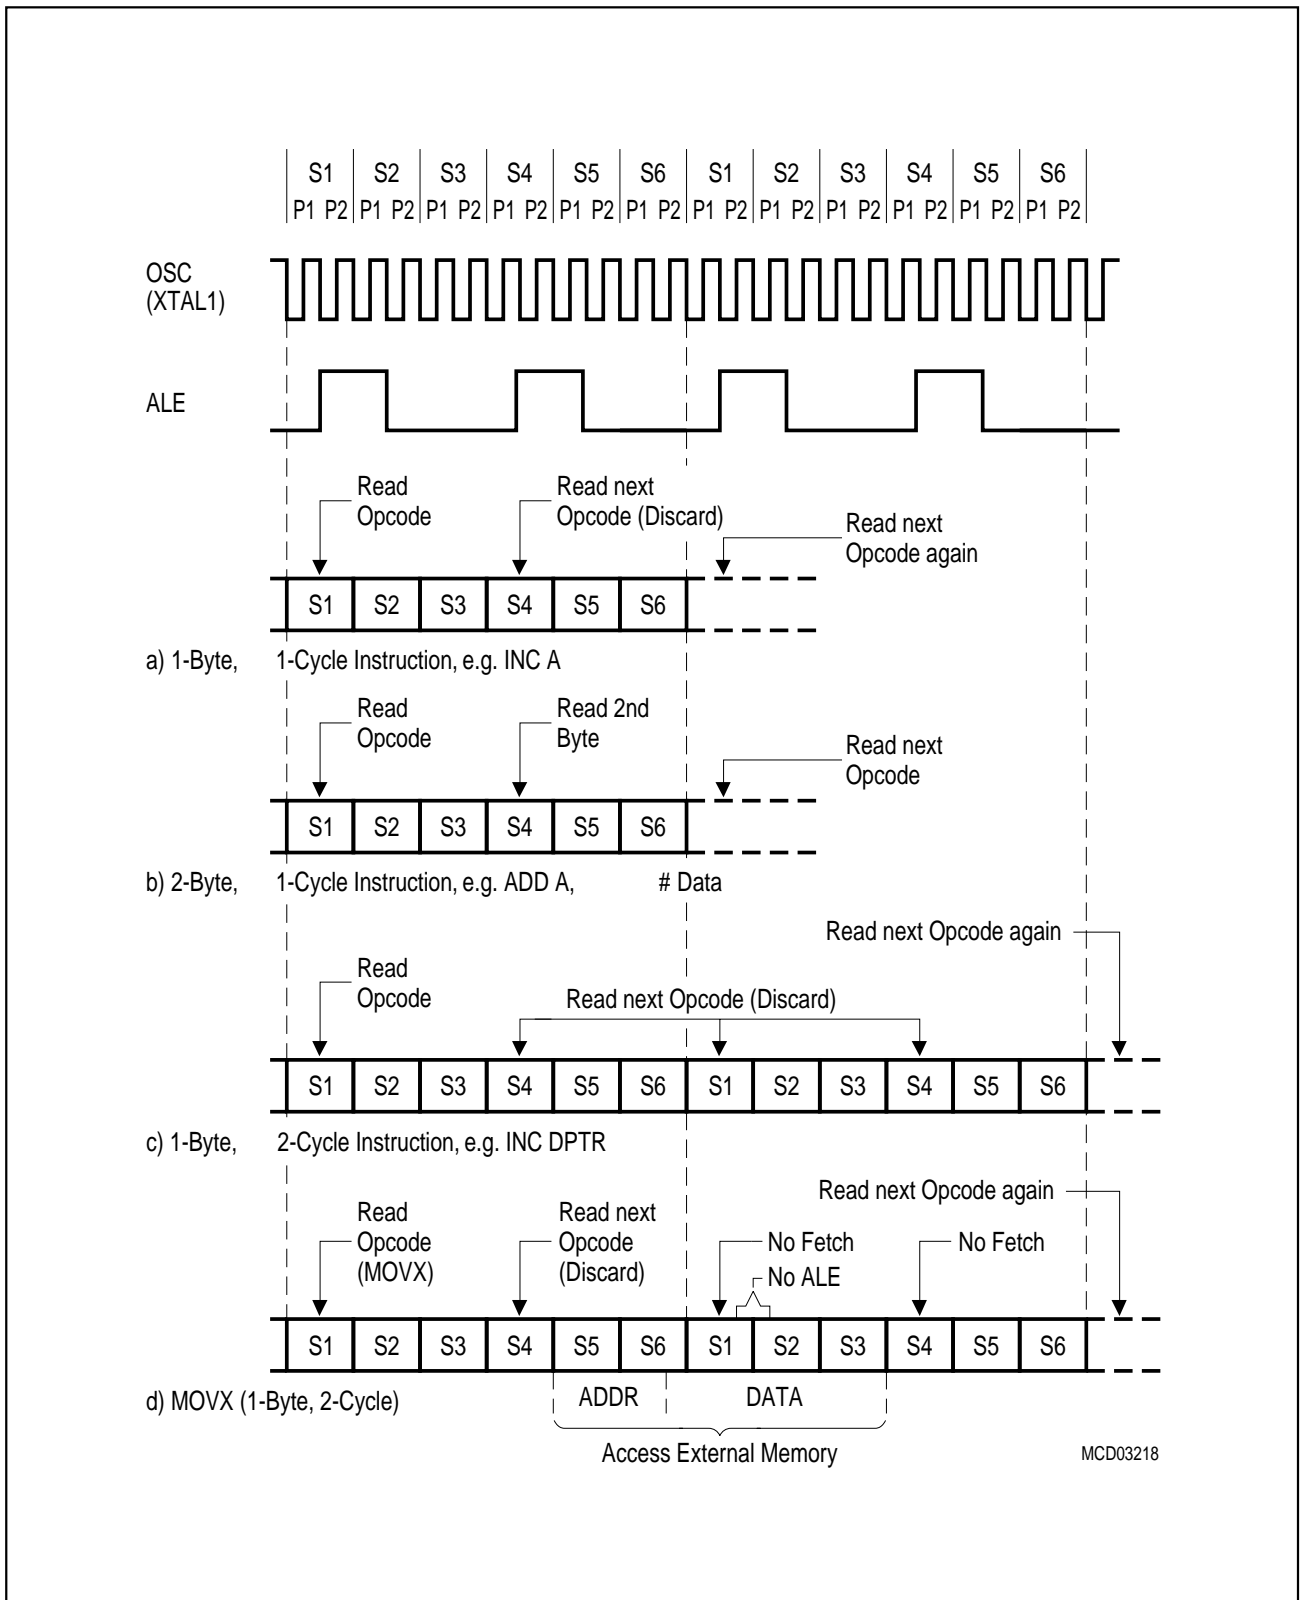 S1 S2 S3 S4 S5 S6 S1 S2 S3 S4 S5 S6
P1 P2 P1 P2 P1 P2 P1 P2 P1 P2 P1 P2 P1 P2 P1 P2 P1 P2 P1 P2 P1 P2 P1 P2
OSC
(XTAL1)
ALE
Read
Opcode
Read next
Opcode (Discard)
Read next
Opcode again
S1 S2 S3 S4 S5 S6
a) 1-Byte, 1-Cycle Instruction, e.g. INC A
Read
Opcode
Read 2nd
Byte
Read next
Opcode
S1 S2 S3 S4 S5 S6
b) 2-Byte, 1-Cycle Instruction, e.g. ADD A, # Data
Read next Opcode again
Read
Opcode
Read next Opcode (Discard)
S1 S2 S3 S4 S5 S6 S1 S2 S3 S4 S5 S6
c) 1-Byte, 2-Cycle Instruction, e.g. INC DPTR
Read next Opcode again
Read
Opcode
(MOVX)
Read next
Opcode
(Discard)
No Fetch
No ALE
No Fetch
S1 S2 S3 S4 S5 S6 S1 S2 S3 S4 S5 S6
d) MOVX (1-Byte, 2-Cycle)
ADDR DATA
Access External Memory
MCD03218